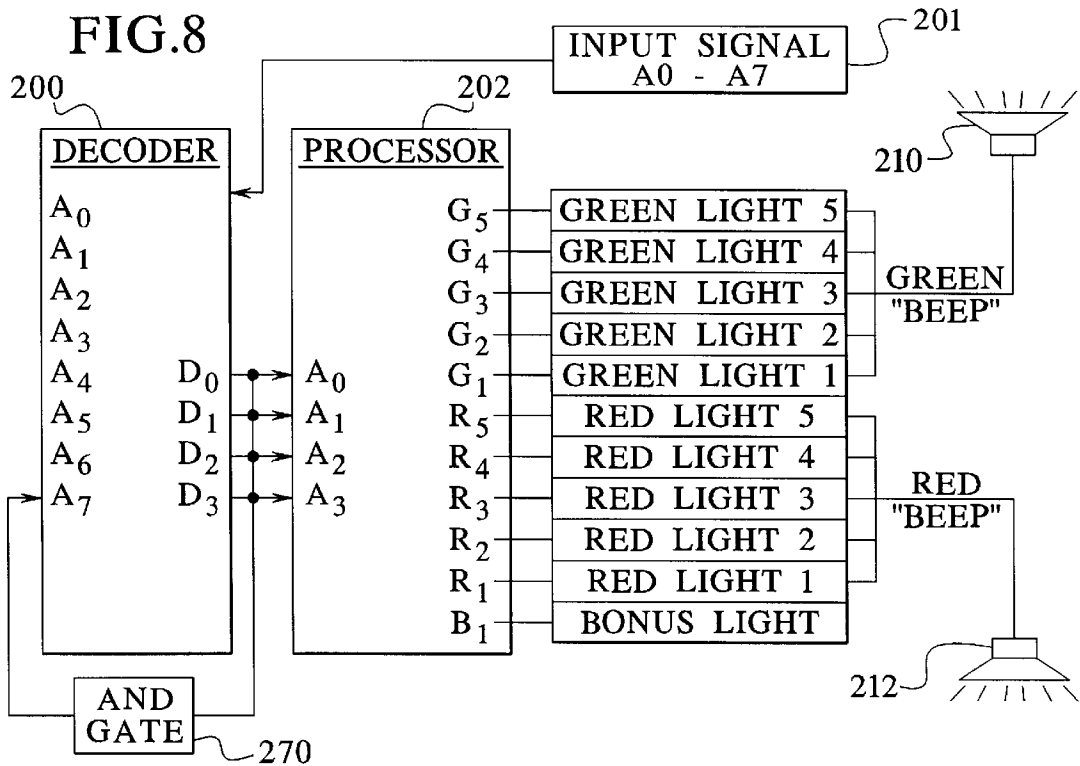 FIG.8
INPUT SIGNAL
A0 - A7
201
200
202
210
DECODER
PROCESSOR
A0
A1
A2
A3
A4
A5
A6
A7
D0
D1
D2
D3
A0
A1
A2
A3
G5
G4
G3
G2
G1
R5
R4
R3
R2
R1
B1
GREEN LIGHT 5
GREEN LIGHT 4
GREEN LIGHT 3
GREEN LIGHT 2
GREEN LIGHT 1
RED LIGHT 5
RED LIGHT 4
RED LIGHT 3
RED LIGHT 2
RED LIGHT 1
BONUS LIGHT
GREEN
"BEEP"
RED
"BEEP"
212
AND
GATE
270